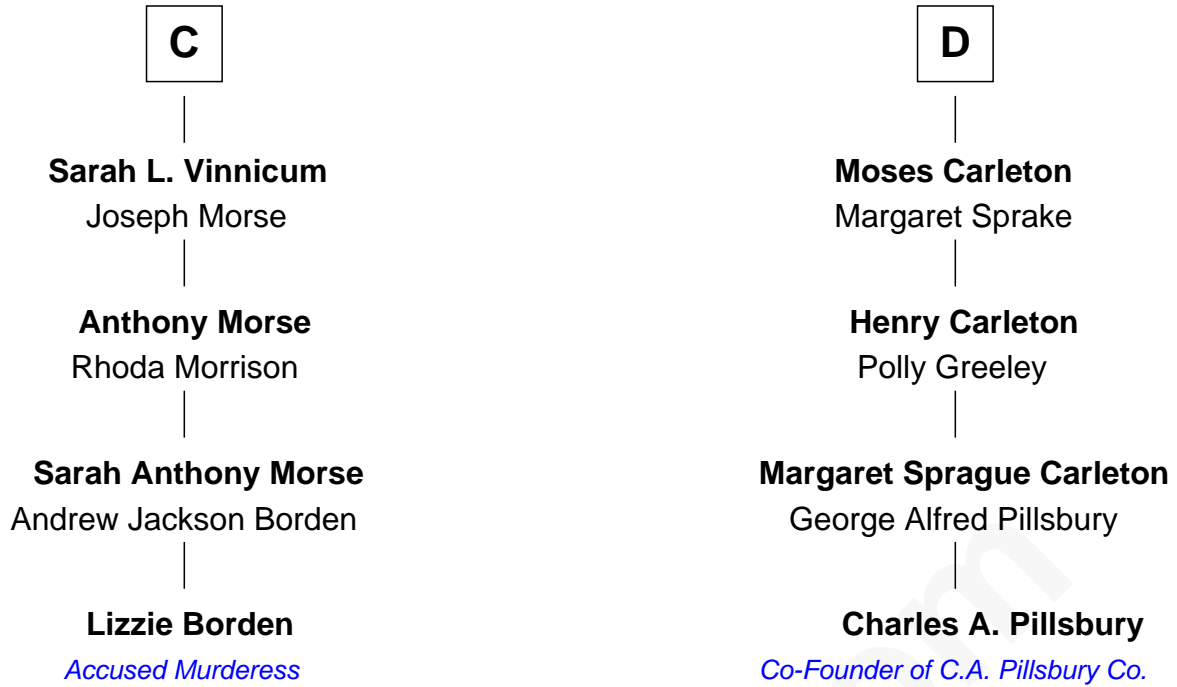 C
Sarah L. Vinnicum
Joseph Morse
Anthony Morse
Rhoda Morrison
Sarah Anthony Morse
Andrew Jackson Borden
Lizzie Borden
Accused Murderess
D
Moses Carleton
Margaret Sprake
Henry Carleton
Polly Greeley
Margaret Sprague Carleton
George Alfred Pillsbury
Charles A. Pillsbury
Co-Founder of C.A. Pillsbury Co.